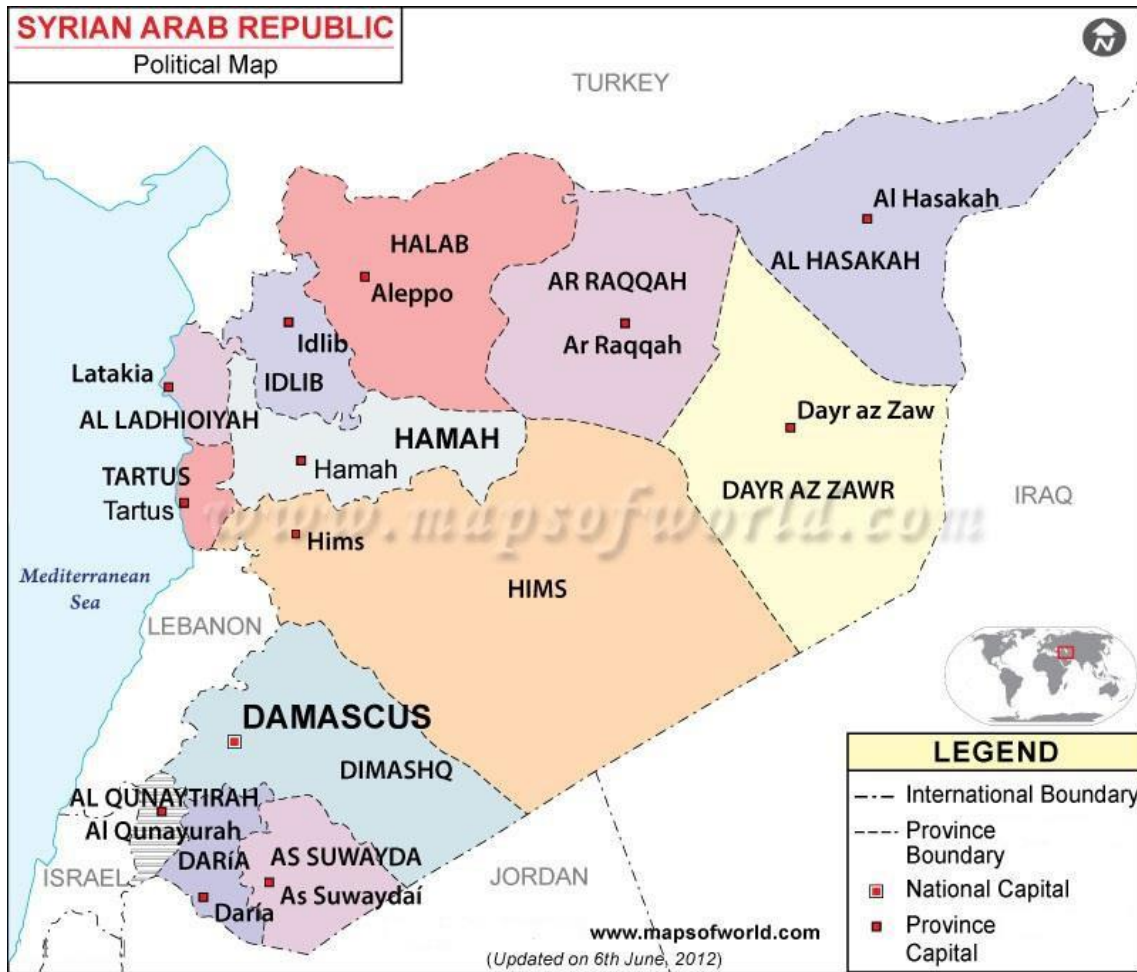 SYRIAN ARAB REPUBLIC
Political Map
N
TURKEY
Al Hasakah
AL HASAKAH
HALAB
Aleppo
AR RAQQAH
Ar Raqqah
Idlib
IDLIB
Latakia
AL LADHIOIYAH
HAMAH
Hamah
Dayr az Zaw
DAYR AZ ZAWR
TARTUS
Tartus
www.mapsofworld.com
IRAQ
Hims
HIMS
Mediterranean
Sea
LEBANON
DAMASCUS
DIMASHQ
AL QUNAYTIRAH
Al Qunayurah
ISRAEL
DARíA
Daría
AS SUWAYDA
As Suwaydaí
JORDAN
LEGEND
International Boundary
Province
Boundary
National Capital
Province
Capital
www.mapsofworld.com
(Updated on 6th June, 2012)